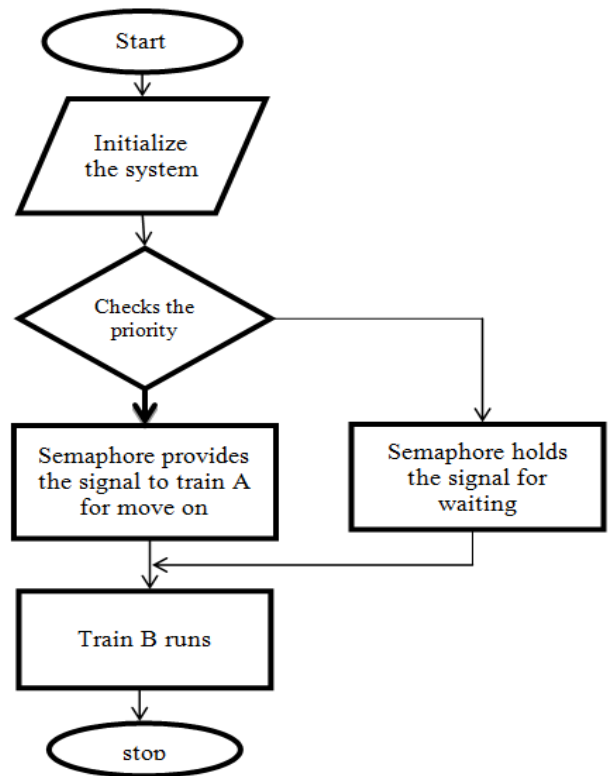 Start
Initialize
the system
Checks the
priority
Semaphore provides
the signal to train A
for move on
Semaphore holds
the signal for
waiting
Train B runs
stop